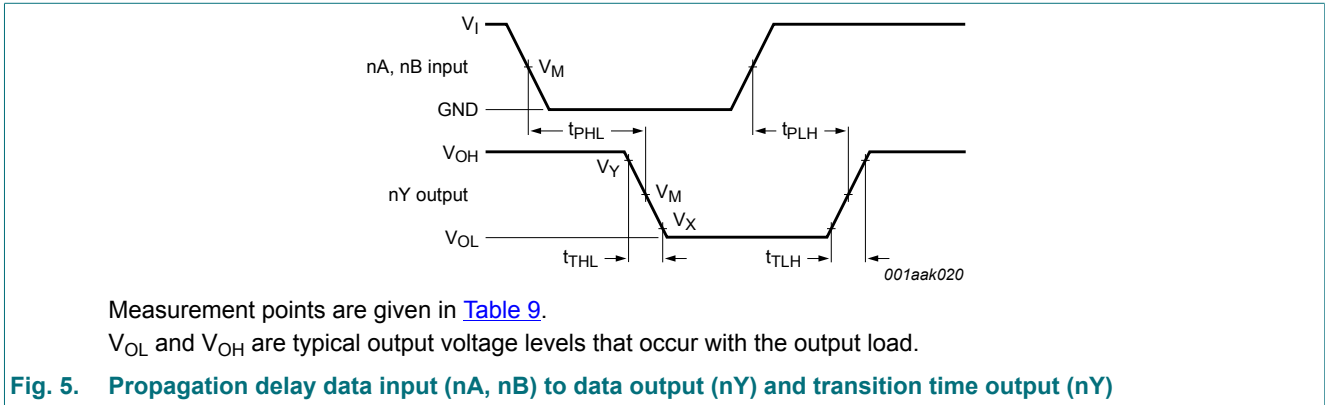 VI
nA, nB input
VM
GND
tPHL
tPLH
VOH
VY
nY output
VM
VX
VOL
tTHL
tTLH
001aak020
Measurement points are given in Table 9.
VOL and VOH are typical output voltage levels that occur with the output load.
Fig. 5. Propagation delay data input (nA, nB) to data output (nY) and transition time output (nY)